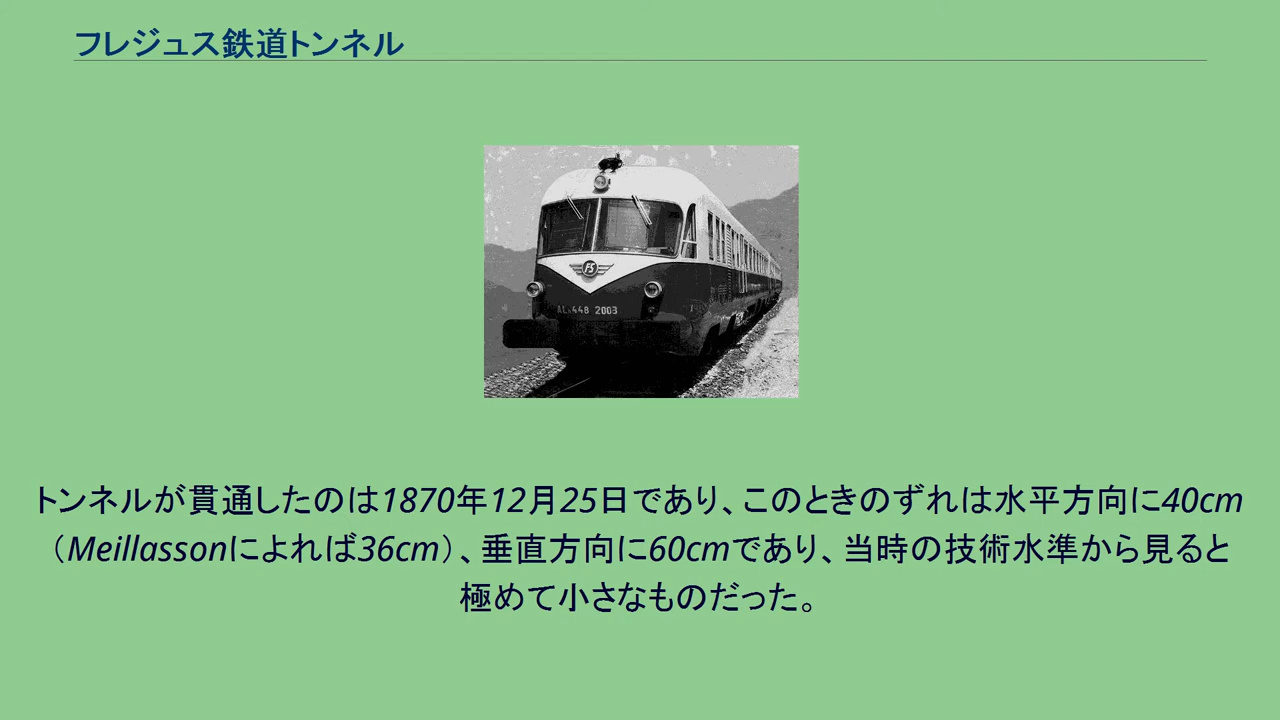 フレジュス鉄道トンネル
FS
ALn 448 2003
トンネルが貫通したのは1870年12月25日であり、このときのずれは水平方向に40cm
（Meillassonによれば36cm）、垂直方向に60cmであり、当時の技術水準から見ると
極めて小さなものだった。